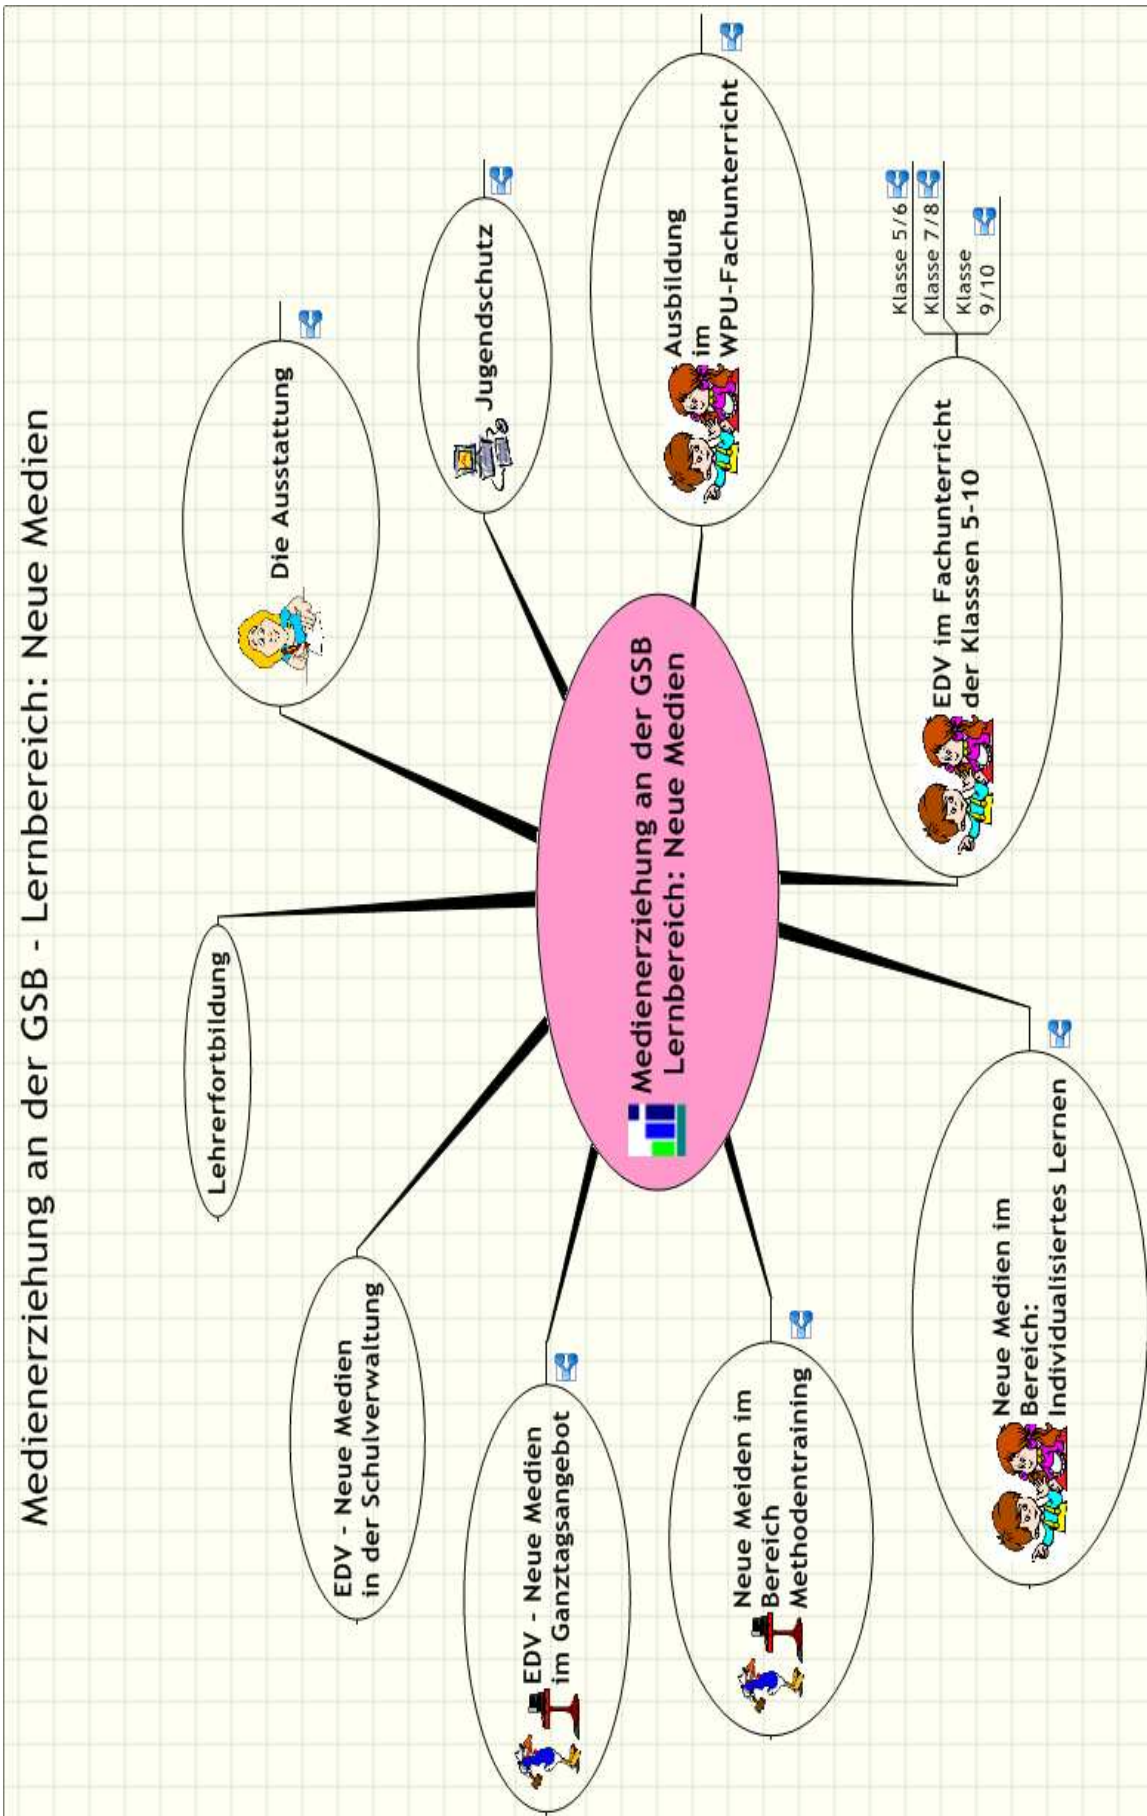 Medienerziehung an der GSB - Lernbereich: Neue Medien
Medienerziehung an der GSB
Lernbereich: Neue Medien
Die Ausstattung
Jugendschutz
Ausbildung
im
WPU-Fachunterricht
EDV im Fachunterricht
der Klasssen 5-10
Klasse 5/6
Klasse 7/8
Klasse
9/10
Neue Medien im
Bereich:
Individualisiertes Lernen
Neue Meiden im
Bereich
Methodentraining
EDV - Neue Medien
im Ganztagsangebot
EDV - Neue Medien
in der Schulverwaltung
Lehrerfortbildung